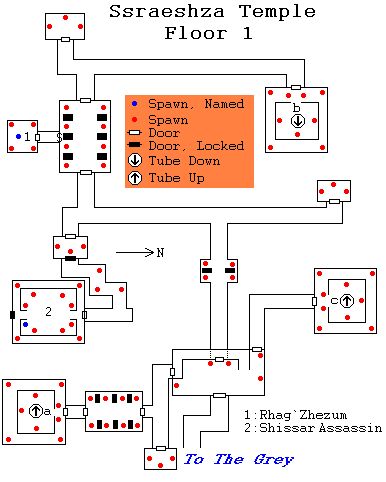 Ssraeshza Temple
Floor 1
Spawn, Named
Spawn
Door
Door, Locked
Tube Down
Tube Up
1
S
b
N
2
c
a
1:Rhag`Zhezum
2:Shissar Assassin
To The Grey